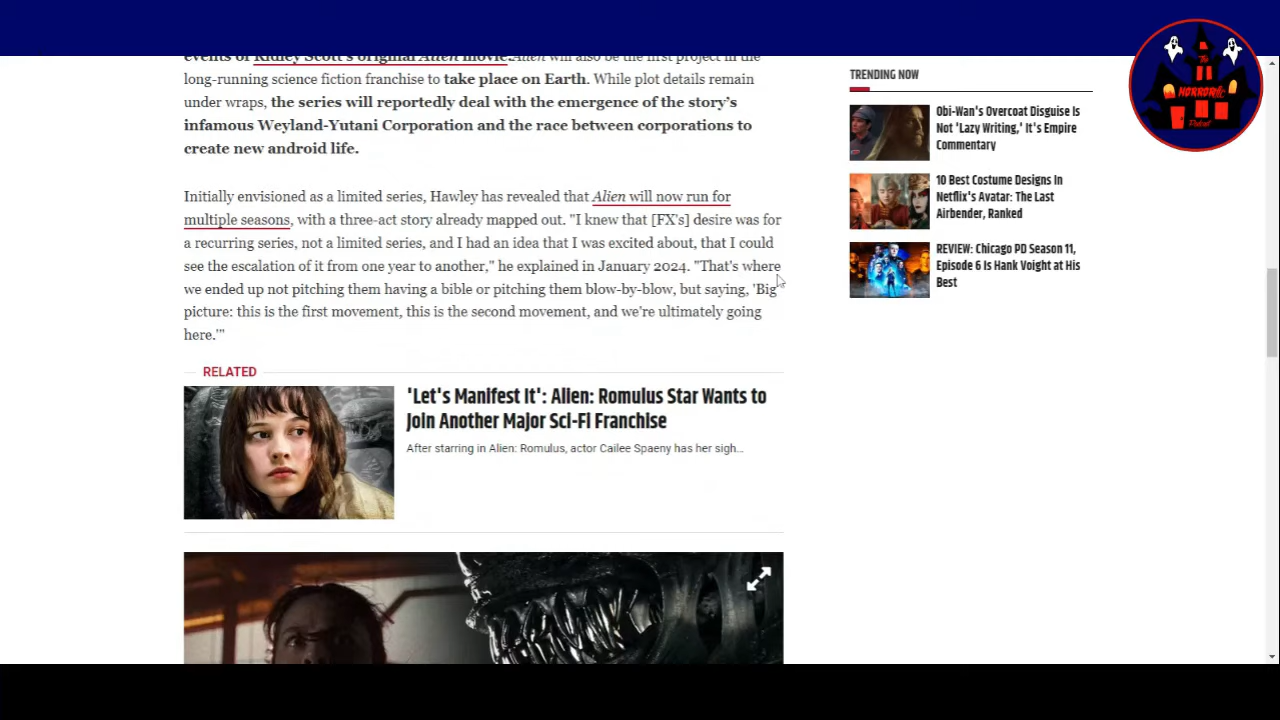 events of Ridley Scott's original Alien movie. Alien will also be the first project in the
long-running science fiction franchise to take place on Earth. While plot details remain
under wraps, the series will reportedly deal with the emergence of the story's
infamous Weyland-Yutani Corporation and the race between corporations to
create new android life.
Initially envisioned as a limited series, Hawley has revealed that Alien will now run for
multiple seasons, with a three-act story already mapped out. "I knew that [FX's] desire was for
a recurring series, not a limited series, and I had an idea that I was excited about, that I could
see the escalation of it from one year to another," he explained in January 2024. "That's where
we ended up not pitching them having a bible or pitching them blow-by-blow, but saying, 'Big
picture: this is the first movement, this is the second movement, and we're ultimately going
here.'"
RELATED
'Let's Manifest It': Alien: Romulus Star Wants to
Join Another Major Sci-Fi Franchise
After starring in Alien: Romulus, actor Cailee Spaeny has her sigh...
TRENDING NOW
Obi-Wan's Overcoat Disguise Is
Not 'Lazy Writing,' It's Empire
Commentary
10 Best Costume Designs In
Netflix's Avatar: The Last
Airbender, Ranked
REVIEW: Chicago PD Season 11,
Episode 6 Is Hank Voight at His
Best
The
Podcast